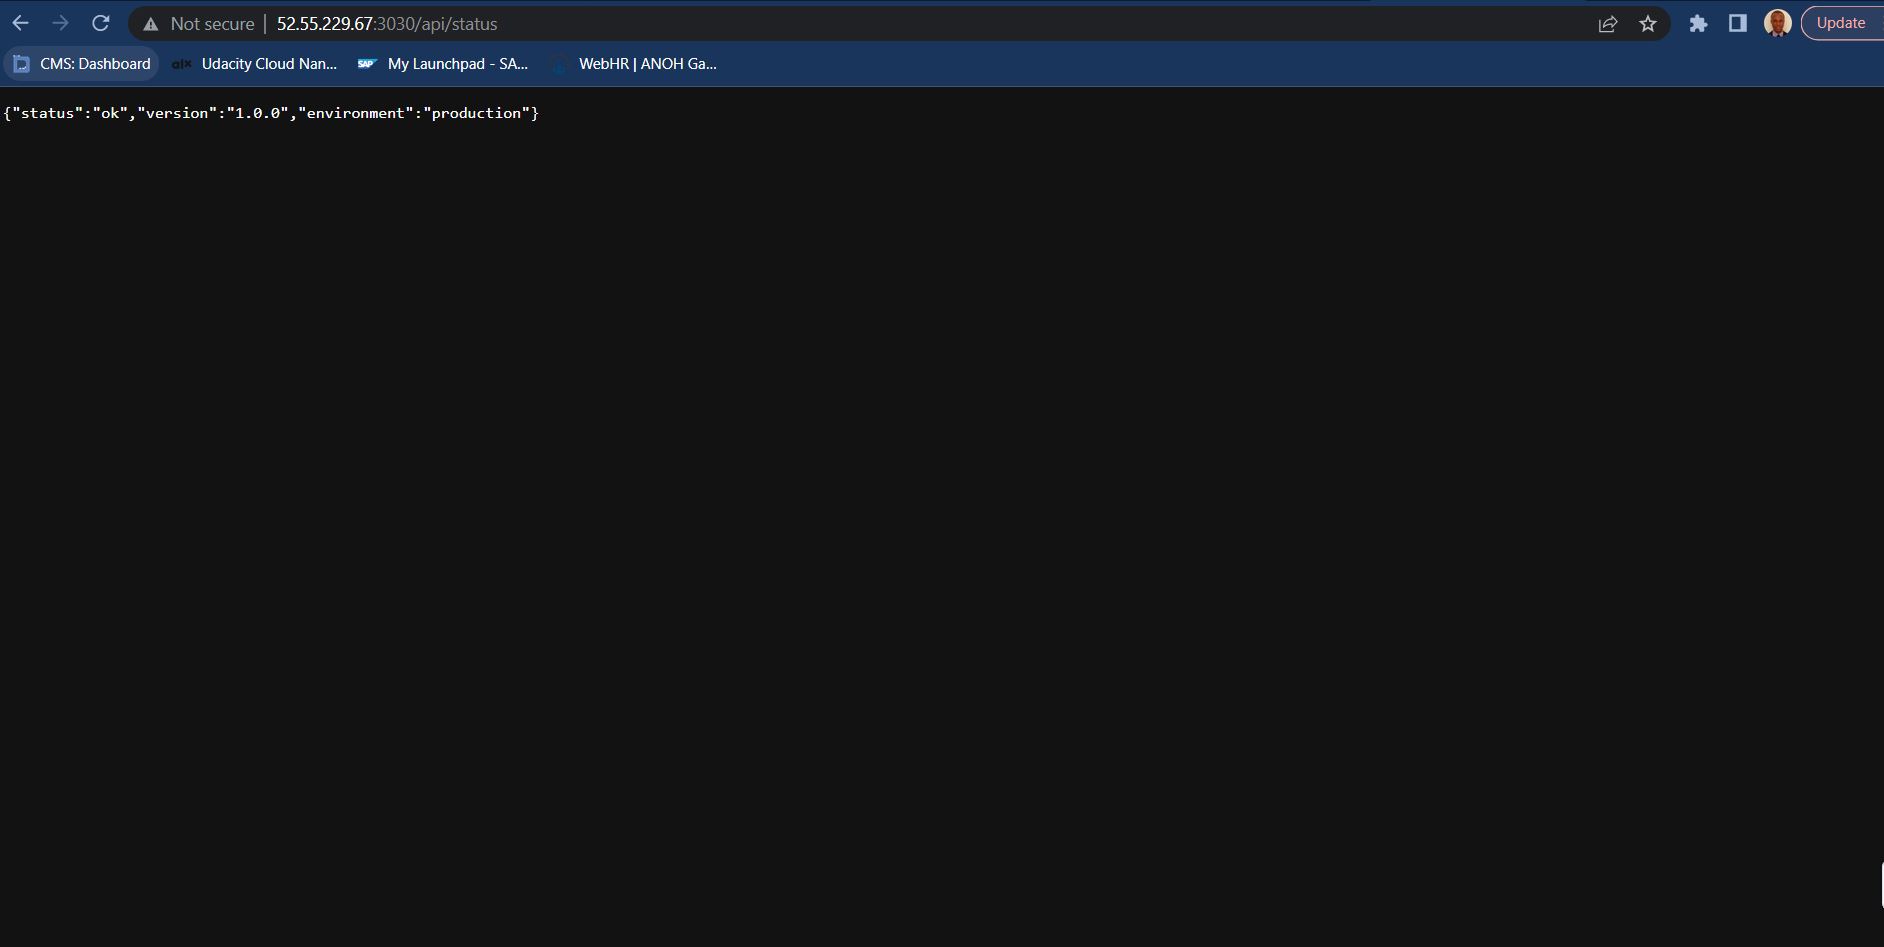 Not secure | 52.55.229.67:3030/api/status
Update
CMS: Dashboard alx Udacity Cloud Nan... SAP My Launchpad - SA... WebHR | ANOH Ga...
{"status":"ok","version":"1.0.0","environment":"production"}